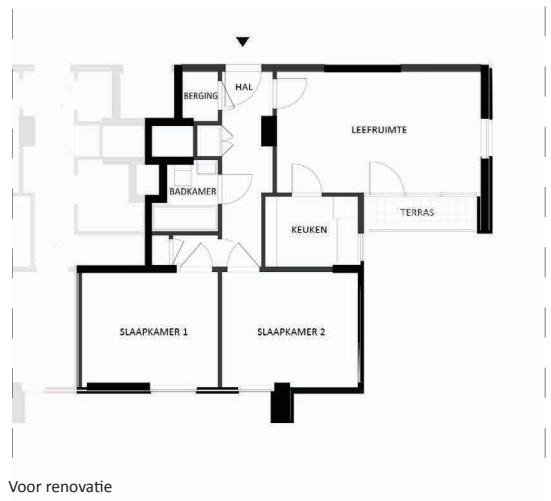 HAL
BERGING
LEEFRUIMTE
BADKAMER
TERRAS
KEUKEN
SLAAPKAMER 1
SLAAPKAMER 2
Voor renovatie